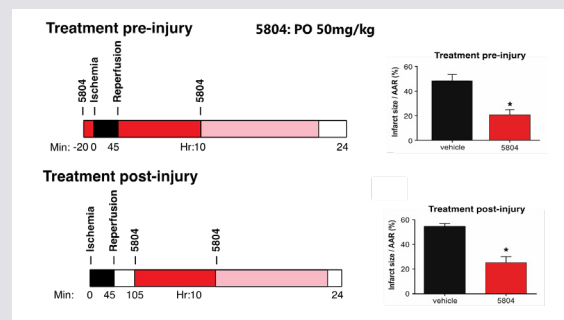 Treatment pre-injury
5804: PO 50mg/kg
5804
Ischemia
Reperfusion
5804
Min: -20 0 45 Hr:10 24
Treatment pre-injury
Infarct size / AAR (%)
60
40
20
0
*
vehicle 5804
Treatment post-injury
Ischemia
Reperfusion
5804
5804
Min: 0 45 105 Hr:10 24
Treatment post-injury
Infarct size / AAR (%)
60
40
20
0
*
vehicle 5804